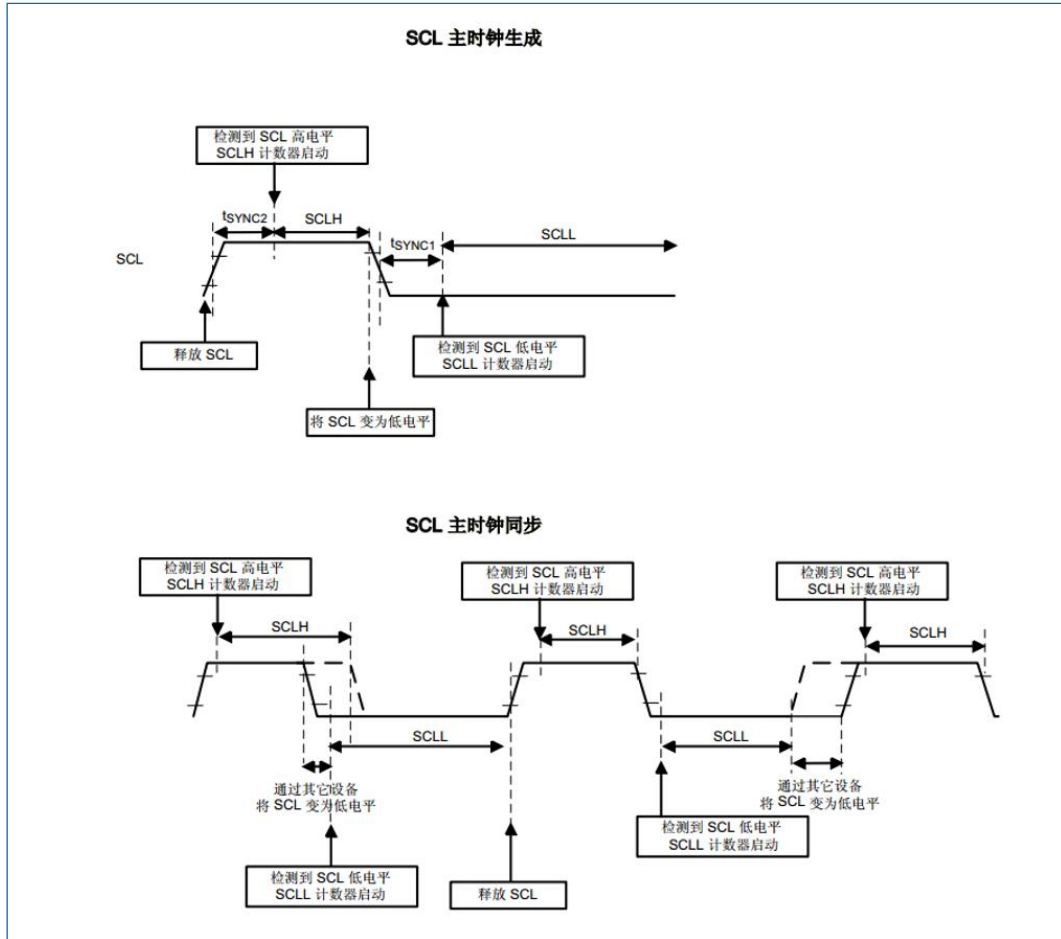 SCL 主时钟生成
检测到 SCL 高电平
SCLH 计数器启动
tSYNC2
SCLH
tSYNC1
SCLL
SCL
释放 SCL
检测到 SCL 低电平
SCLL 计数器启动
将 SCL 变为低电平
SCL 主时钟同步
检测到 SCL 高电平
SCLH 计数器启动
检测到 SCL 高电平
SCLH 计数器启动
检测到 SCL 高电平
SCLH 计数器启动
SCLH
SCLH
SCLH
SCLL
SCLL
通过其它设备
将 SCL 变为低电平
通过其它设备
将 SCL 变为低电平
检测到 SCL 低电平
SCLL 计数器启动
检测到 SCL 低电平
SCLL 计数器启动
释放 SCL